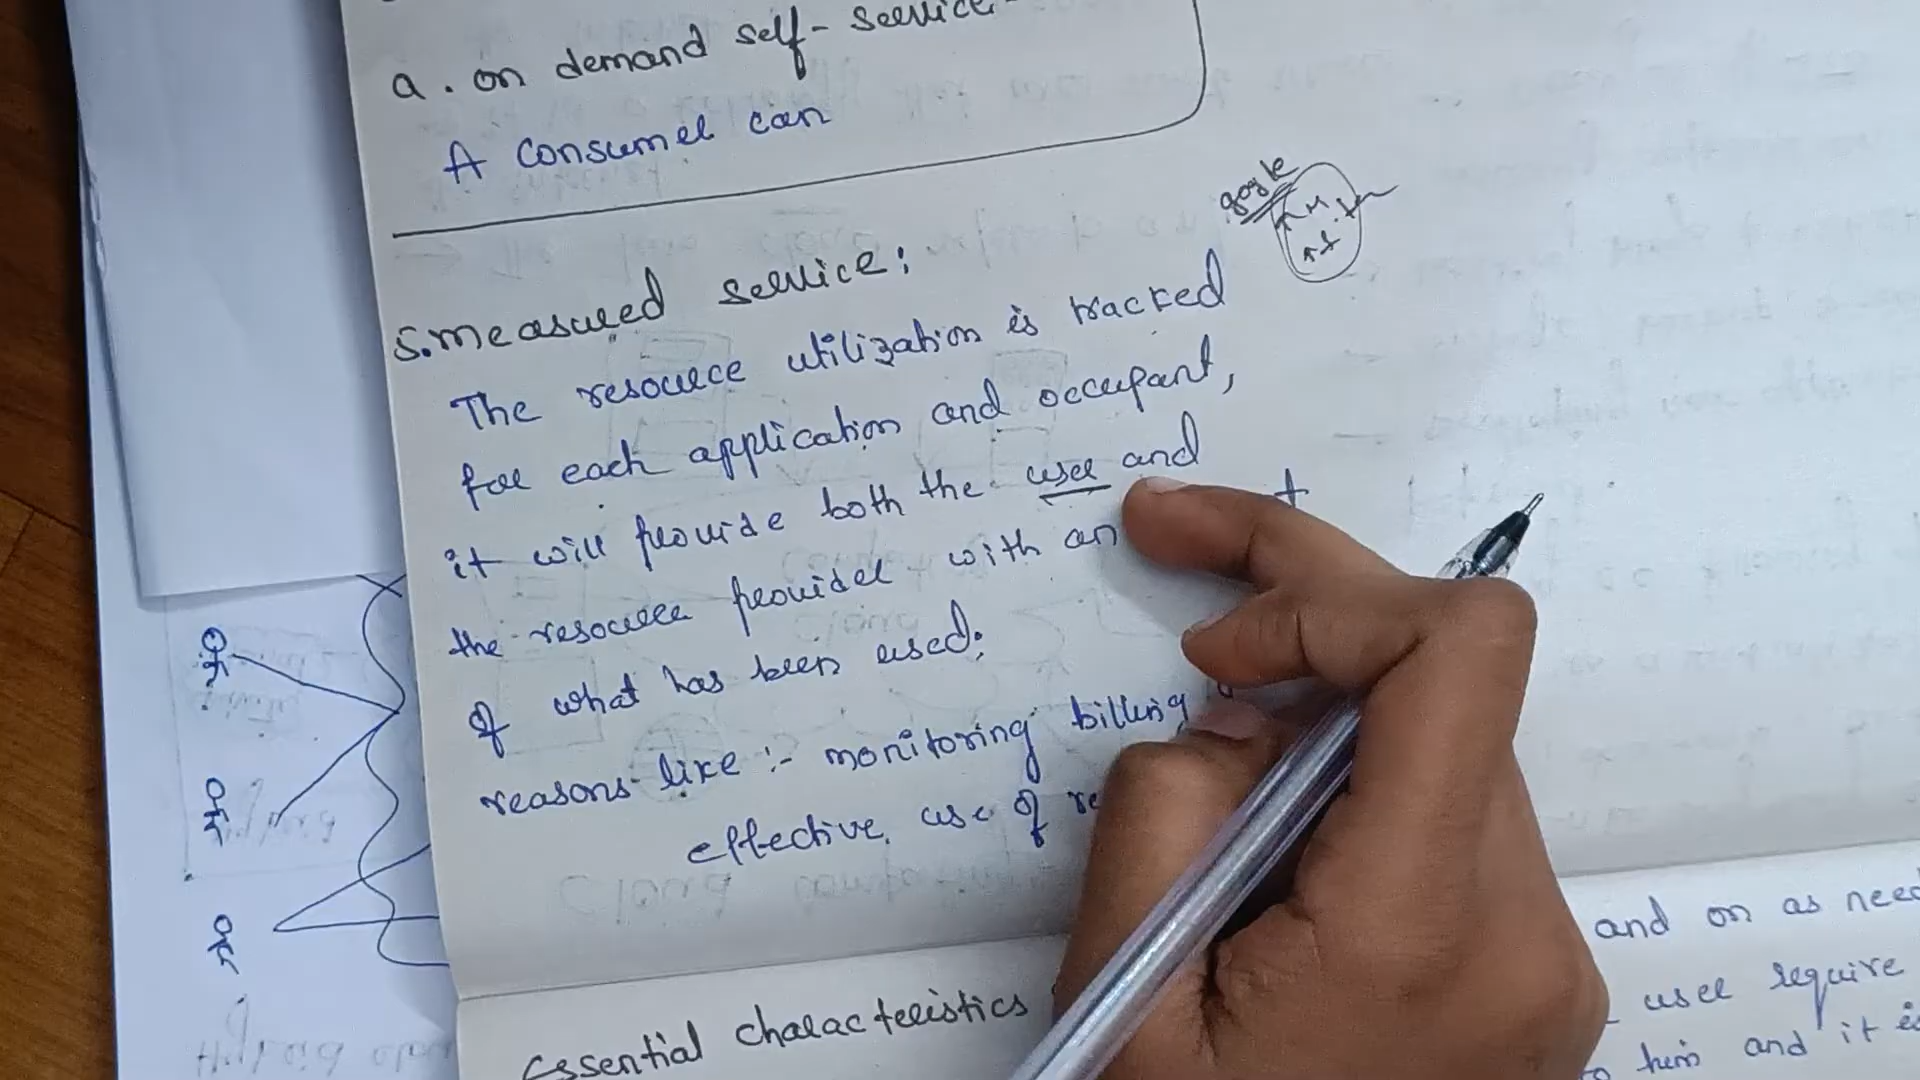 a. on demand self-service
A consumer can
google
5. measured service:
The resource utilization is tracked
for each application and occupant,
it will provide both the user and
the resource provider with an
of what has been used.
reasons like :- monitoring billing
effective use of
Essential characteristics
and on as need
user require
him and it is
Hybrid